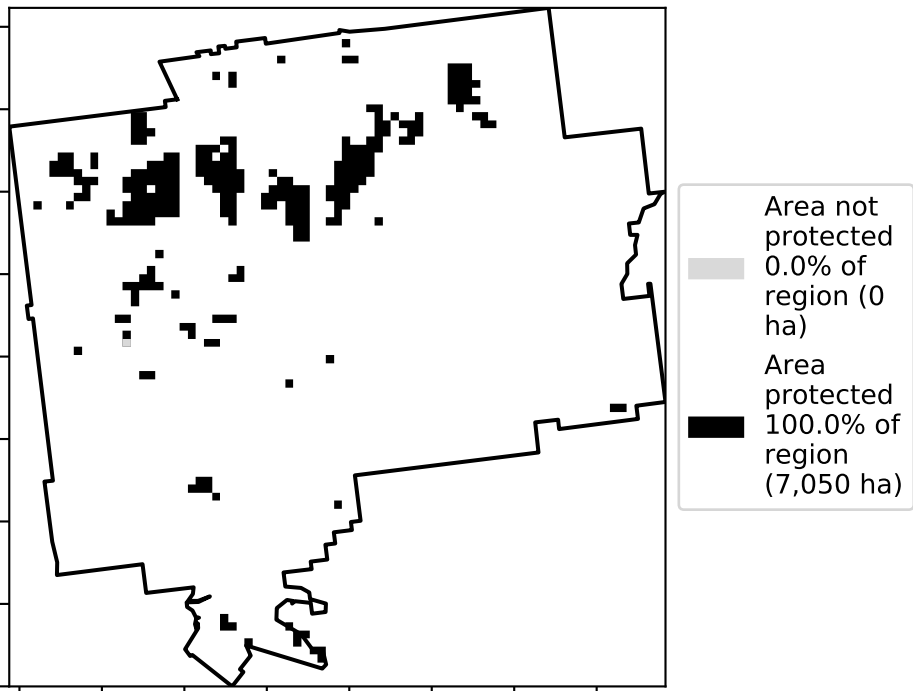 Area not
protected
0.0% of
region (0
ha)
Area
protected
100.0% of
region
(7,050 ha)